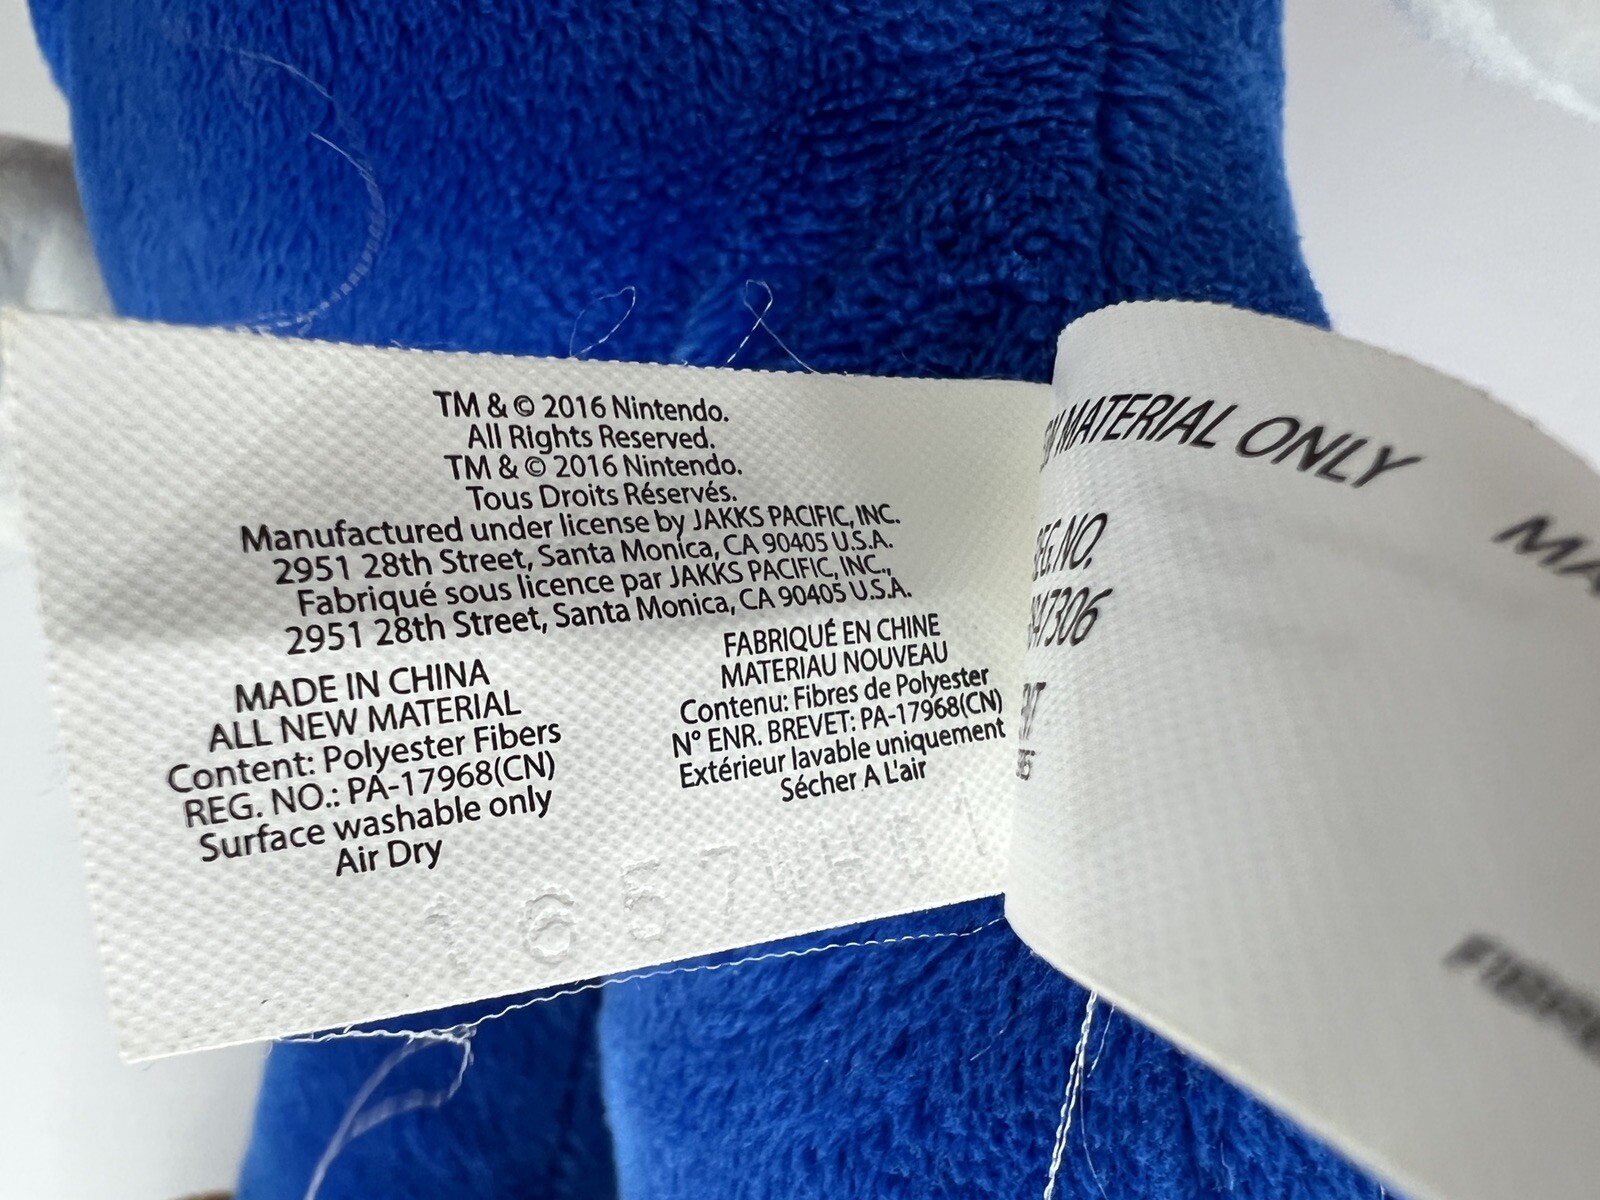 TM & © 2016 Nintendo.
All Rights Reserved.
TM & © 2016 Nintendo.
Tous Droits Réservés.
Manufactured under license by JAKKS PACIFIC, INC.
2951 28th Street, Santa Monica, CA 90405 U.S.A.
Fabriqué sous licence par JAKKS PACIFIC, INC.,
2951 28th Street, Santa Monica, CA 90405 U.S.A.
MADE IN CHINA
ALL NEW MATERIAL
Content: Polyester Fibers
REG. NO.: PA-17968(CN)
Surface washable only
Air Dry
FABRIQUÉ EN CHINE
MATERIAU NOUVEAU
Contenu: Fibres de Polyester
N° ENR. BREVET: PA-17968(CN)
Extérieur lavable uniquement
Sécher A L'air
MATERIAL ONLY
NO.
47306
MA